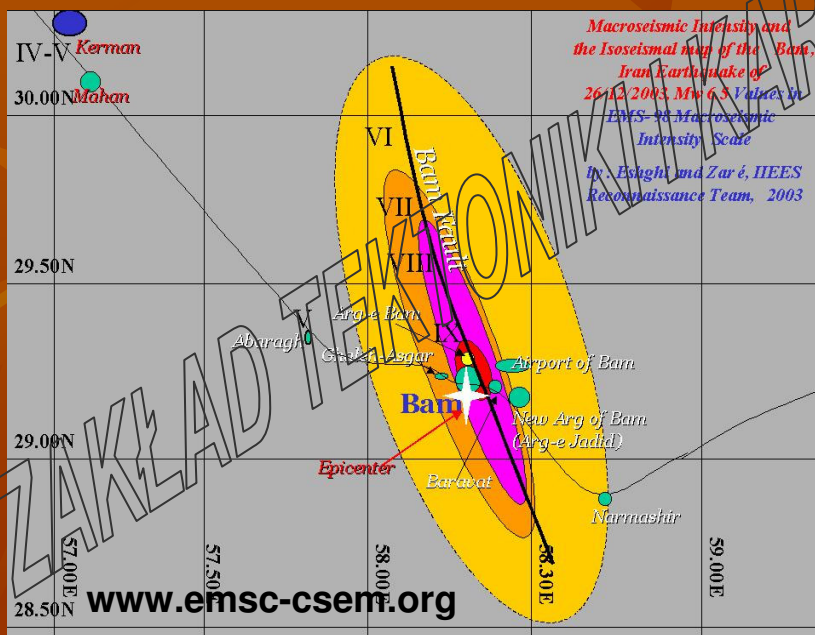 Macroseismic Intensity and
the Isoseismal map of the Bam,
Iran Earthquake of
26/12/2003, Mw 6.5 Values in
EMS-98 Macroseismic
Intensity Scale
by : Eshghi and Zaré, IIEES
Reconnaissance Team, 2003
IV-V Kerman
Mahan
30.00N
VI
Bam Fault
VII
VIII
29.50N
V
Arg-e Bam
IX
Abaragh
Ghaleh-Asgar
Airport of Bam
Bam
New Arg of Bam
(Arg-e Jadid)
29.00N
Epicenter
Baravat
Narmashir
57.00E
57.50E
58.00E
58.30E
59.00E
28.50N
www.emsc-csem.org
ZAKŁAD TEKTONIKI I KAR